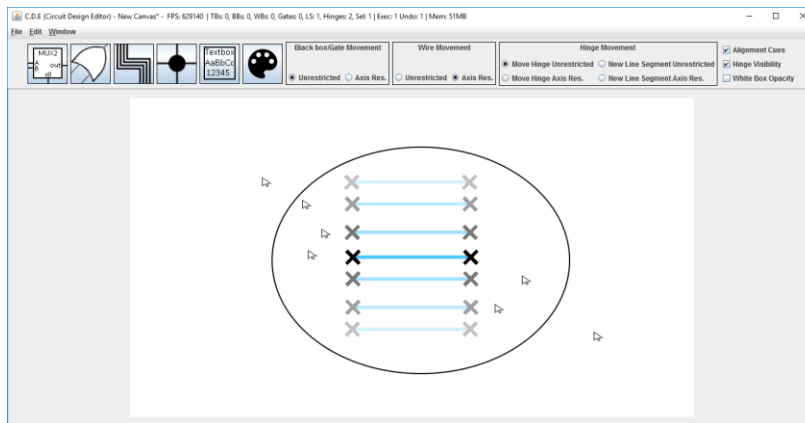 C.D.E (Circuit Design Editor) - New Canvas* - FPS: 629140 | TBs: 0, BBs: 0, WBs: 0, Gates: 0, LS: 1, Hinges: 2, Sel: 1 | Exec: 1 Undo: 1 | Mem: 51MB
File Edit Window
MUX2
A
B
out
s0
Textbox
AaBbCc
12345
Black box/Gate Movement
Unrestricted Axis Res.
Wire Movement
Unrestricted Axis Res.
Hinge Movement
Move Hinge Unrestricted New Line Segment Unrestricted
Move Hinge Axis Res. New Line Segment Axis Res.
Alignment Cues
Hinge Visibility
White Box Opacity